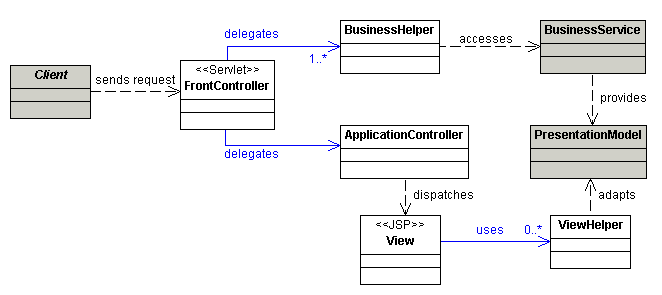 delegates
BusinessHelper
accesses
BusinessService
1..*
Client
sends request
<<Servlet>>
FrontController
provides
delegates
ApplicationController
PresentationModel
dispatches
adapts
<<JSP>>
View
uses
0..*
ViewHelper